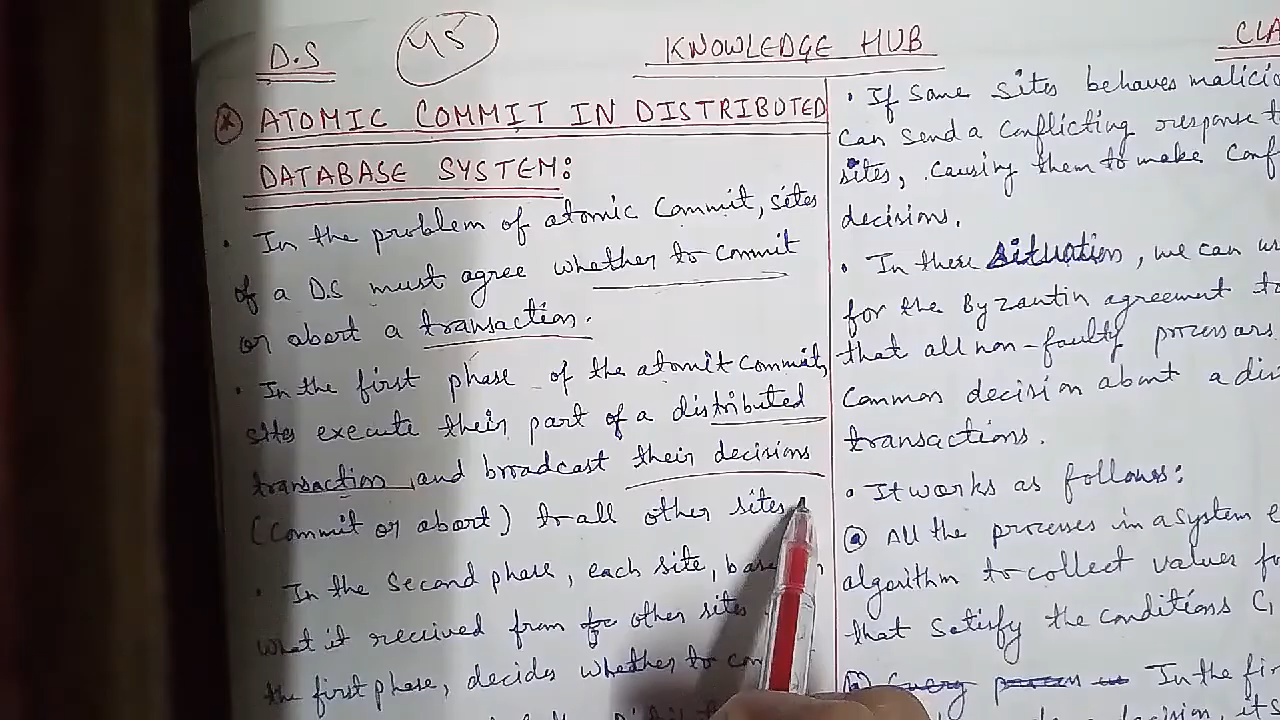 D.S
45
KNOWLEDGE HUB
CLA
ATOMIC COMMIT IN DISTRIBUTED
DATABASE SYSTEM:
• In the problem of atomic Commit, sites
of a D.S must agree whether to commit
or abort a transaction.
• In the first phase of the atomit Commit,
sites execute their part of a distributed
transaction and broadcast their decisions
(Commit or abort) to all other sites
• In the Second phase, each site,
what it received from other sites
the first phase, decides whether to
• If some sites behaves
can send a conflicting response
sites, causing them to make
decisions.
• In these situation, we can
for the Byzantin agreement
that all non-faulty processors
Common decision about a
transactions.
• It works as follows:
(a) All the processes in a system
algorithm to collect values
that satisfy the conditions C,
In the